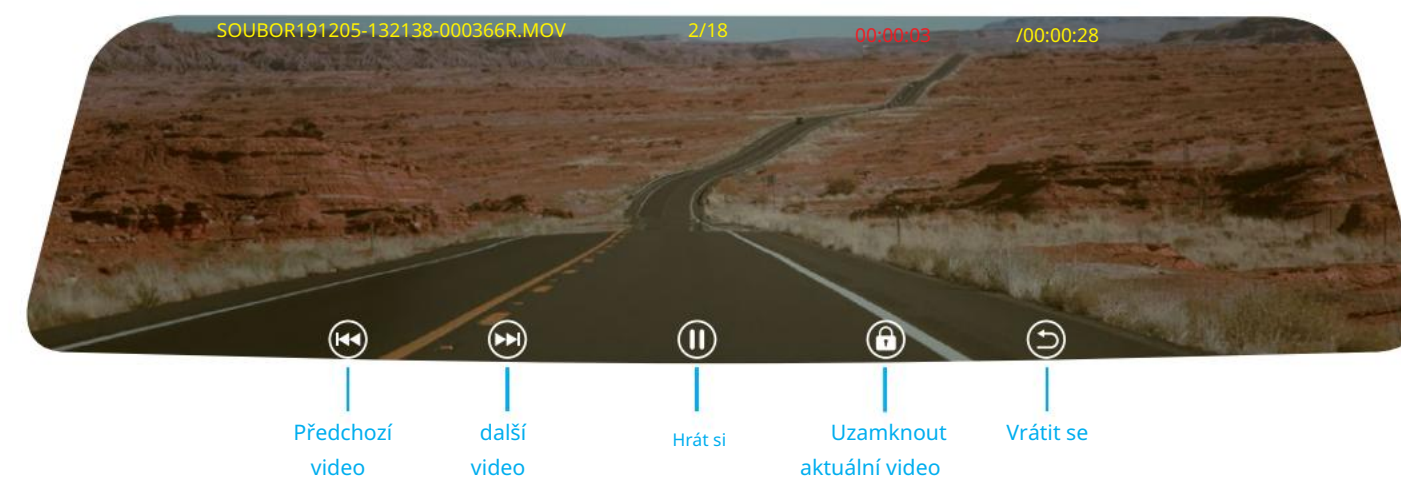 SOUBOR191205-132138-000366R.MOV 2/18 00:00:03 /00:00:28
Předchozí
video
další
video
Hrát si
Uzamknout
aktuální video
Vrátit se